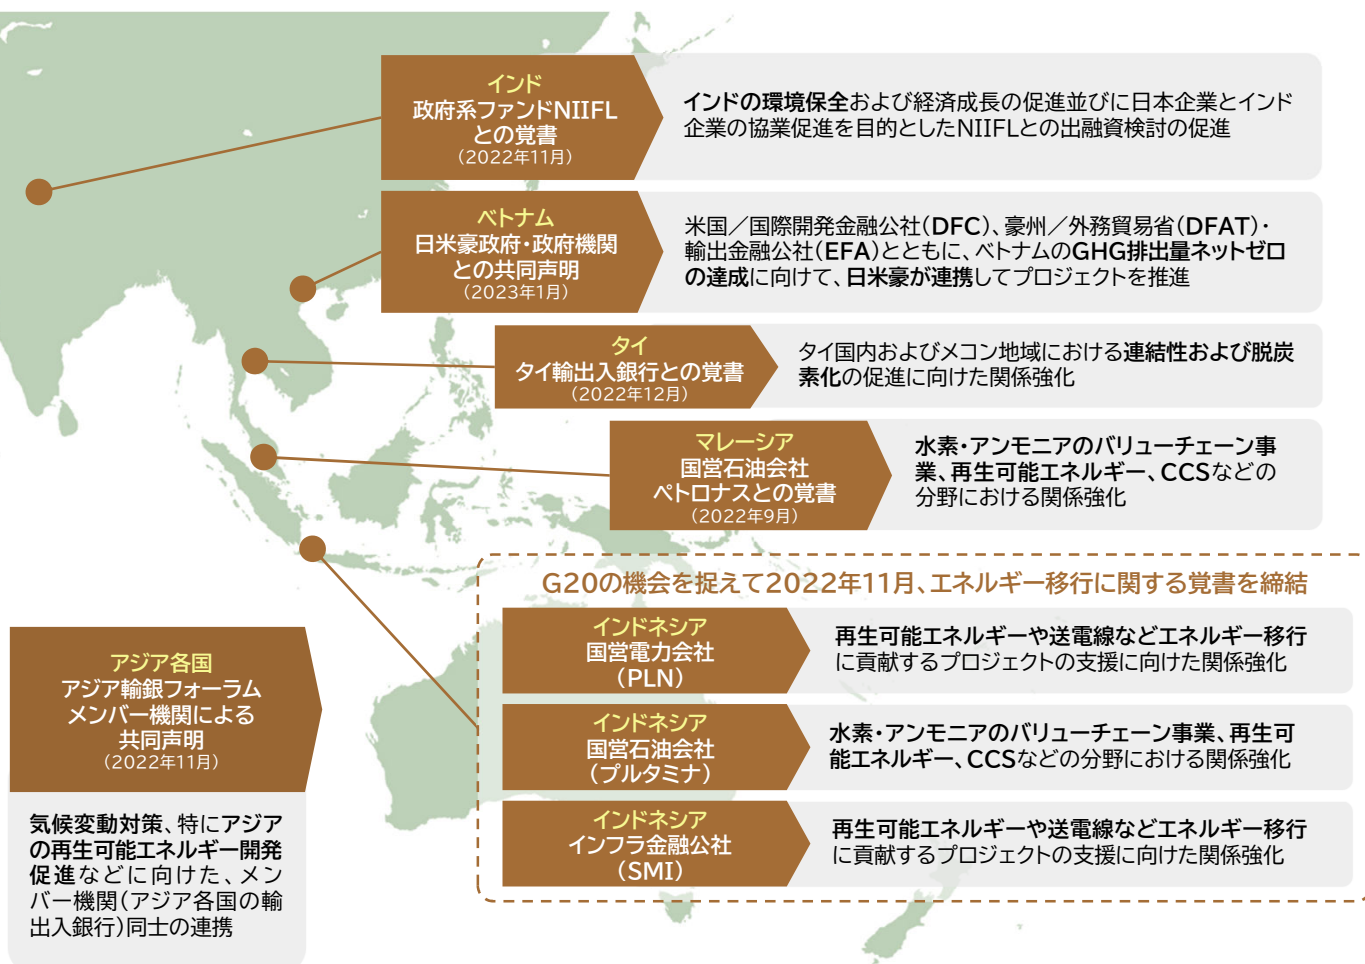 インド
政府系ファンドNIIFL
との覚書
（2022年11月）
インドの環境保全および経済成長の促進並びに日本企業とインド
企業の協業促進を目的としたNIIFLとの出融資検討の促進
ベトナム
日米豪政府・政府機関
との共同声明
（2023年1月）
米国／国際開発金融公社（DFC）、豪州／外務貿易省（DFAT）・
輸出金融公社（EFA）とともに、ベトナムのGHG排出量ネットゼロ
の達成に向けて、日米豪が連携してプロジェクトを推進
タイ
タイ輸出入銀行との覚書
（2022年12月）
タイ国内およびメコン地域における連結性および脱炭
素化の促進に向けた関係強化
マレーシア
国営石油会社
ペトロナスとの覚書
（2022年9月）
水素・アンモニアのバリューチェーン事
業、再生可能エネルギー、CCSなどの
分野における関係強化
G20の機会を捉えて2022年11月、エネルギー移行に関する覚書を締結
インドネシア
国営電力会社
（PLN）
再生可能エネルギーや送電線などエネルギー移行
に貢献するプロジェクトの支援に向けた関係強化
インドネシア
国営石油会社
（プルタミナ）
水素・アンモニアのバリューチェーン事業、再生可
能エネルギー、CCSなどの分野における関係強化
インドネシア
インフラ金融公社
（SMI）
再生可能エネルギーや送電線などエネルギー移行
に貢献するプロジェクトの支援に向けた関係強化
アジア各国
アジア輸銀フォーラム
メンバー機関による
共同声明
（2022年11月）
気候変動対策、特にアジア
の再生可能エネルギー開発
促進などに向けた、メン
バー機関（アジア各国の輸
出入銀行）同士の連携